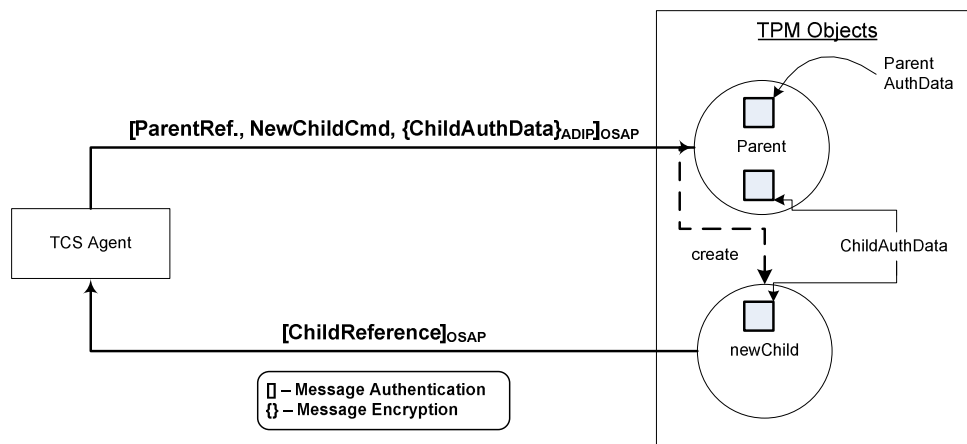 TPM Objects
Parent
AuthData
[ParentRef., NewChildCmd, {ChildAuthData}ADIP]OSAP
Parent
TCS Agent
ChildAuthData
create
[ChildReference]OSAP
newChild
[] – Message Authentication
{} – Message Encryption